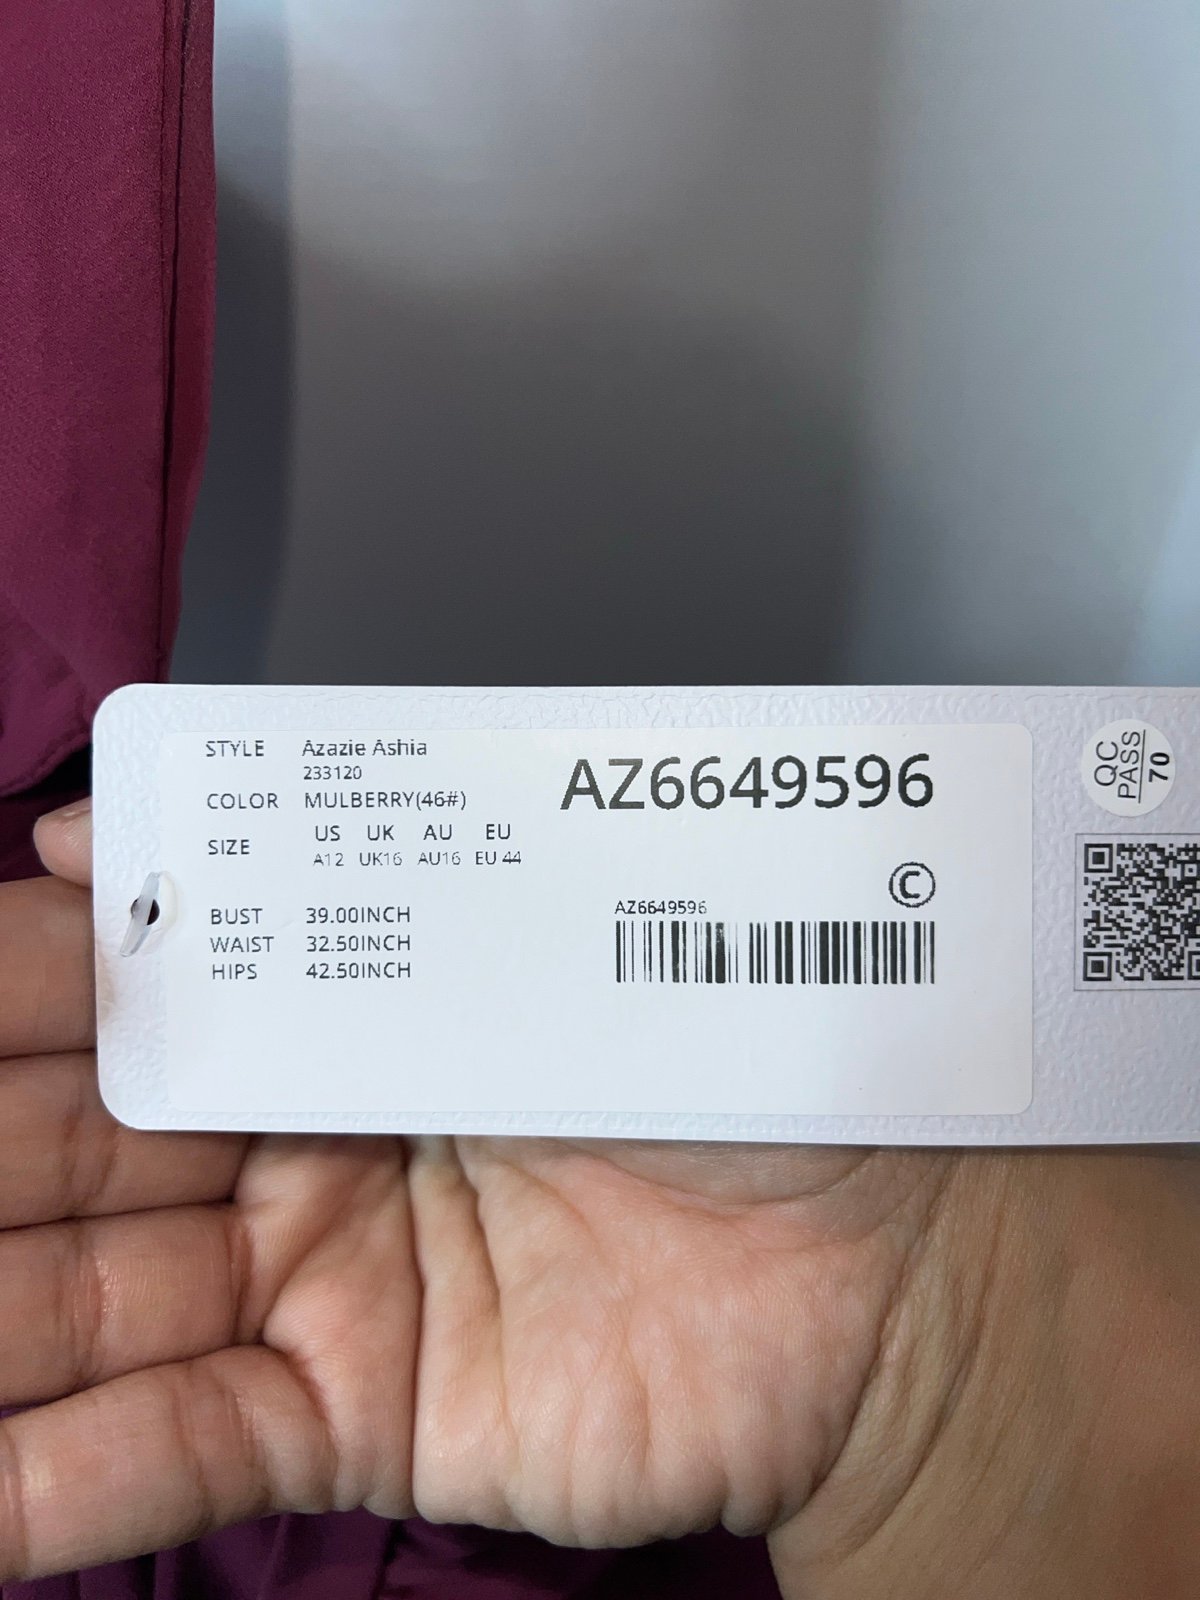 STYLE Azazie Ashia
233120
COLOR MULBERRY(46#)
SIZE US UK AU EU
A12 UK16 AU16 EU 44
BUST 39.00INCH
WAIST 32.50INCH
HIPS 42.50INCH
AZ6649596
©
AZ6649596
QC
PASS
70